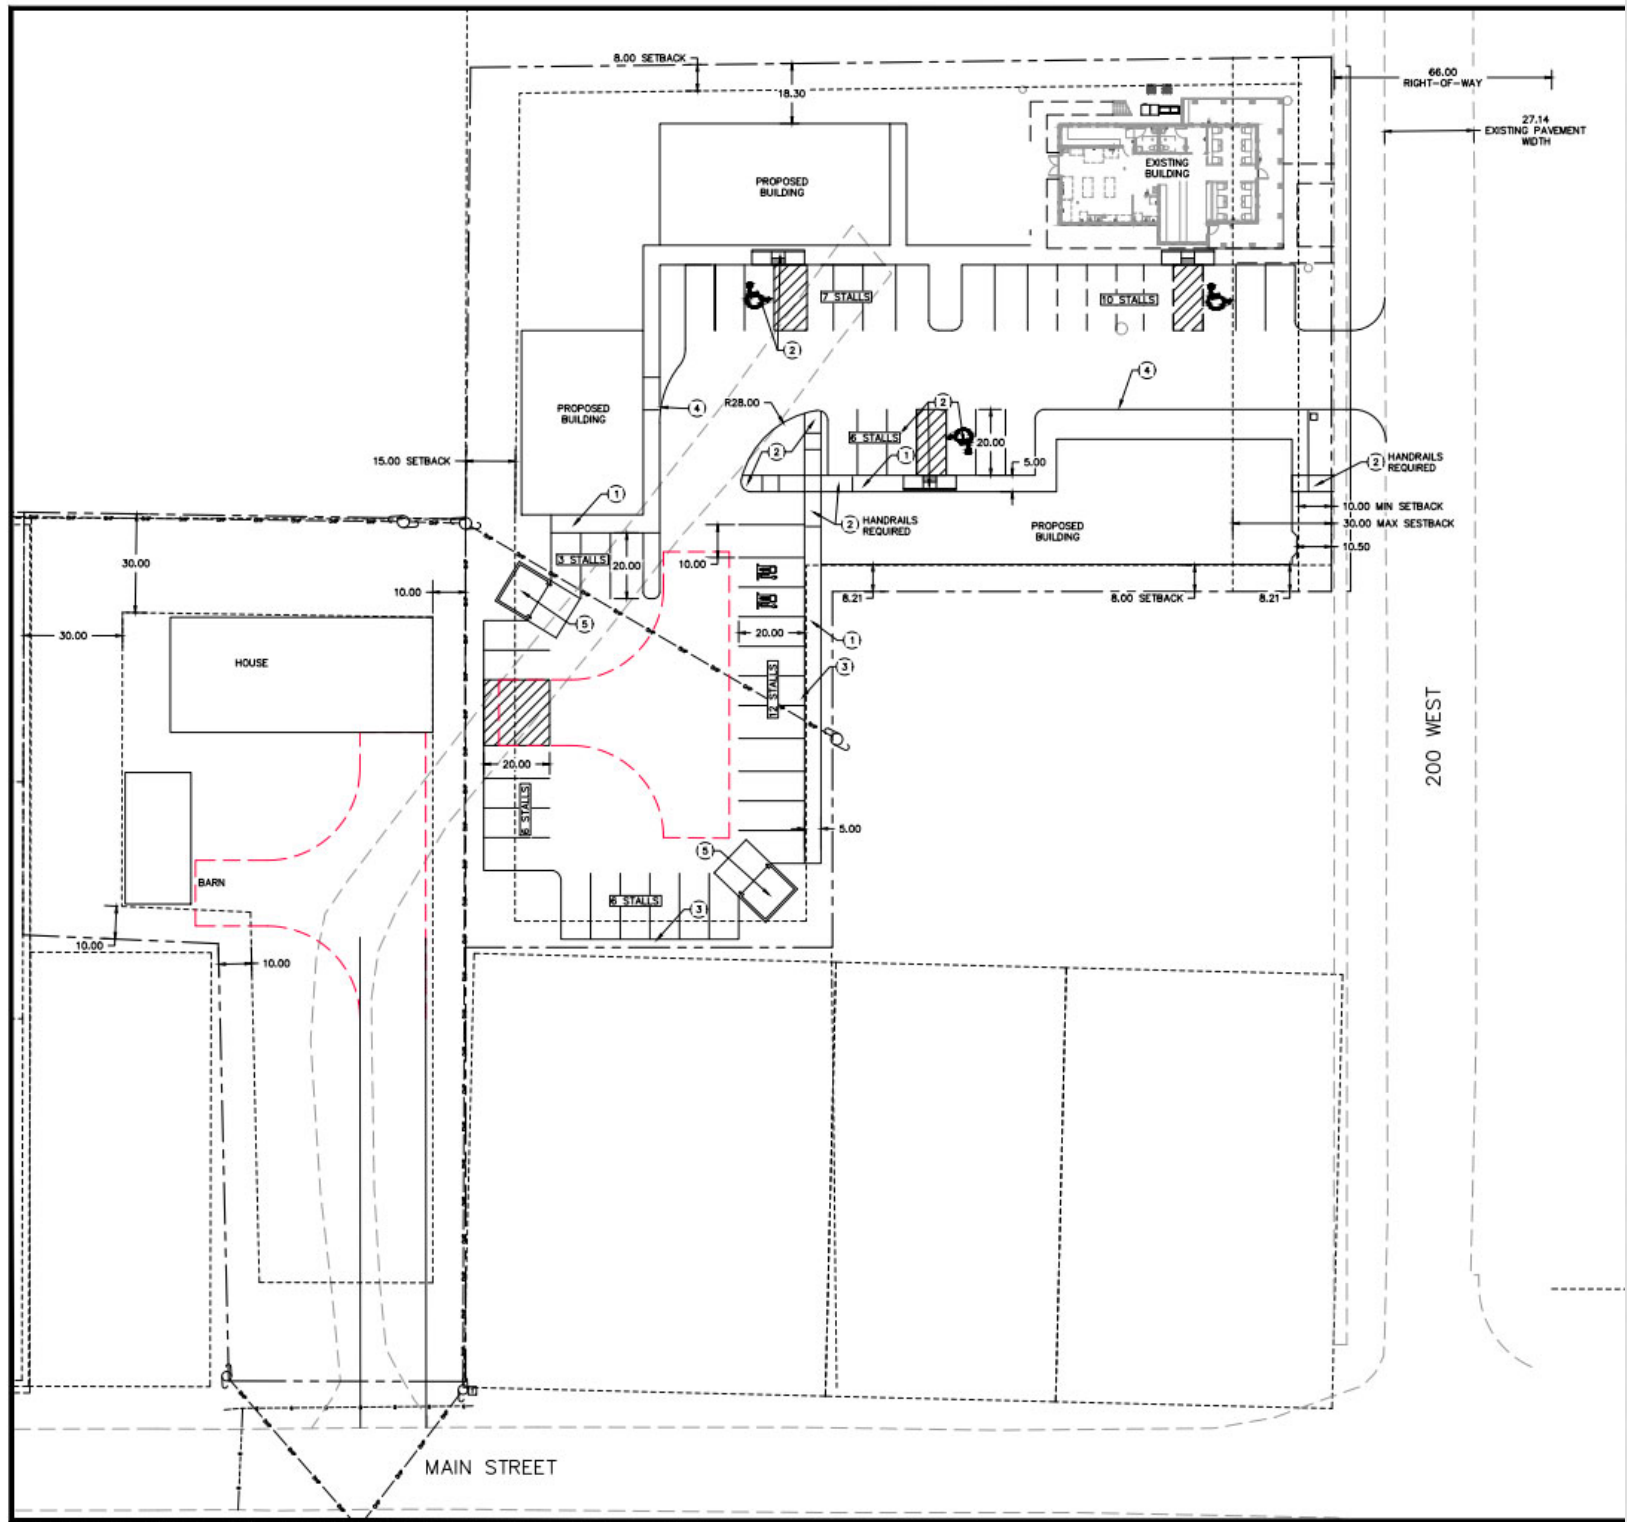 8.00 SETBACK
18.30
66.00
RIGHT-OF-WAY
27.14
EXISTING PAVEMENT
WIDTH
EXISTING
BUILDING
PROPOSED
BUILDING
7 STALLS
10 STALLS
2
4
PROPOSED
BUILDING
4
R28.00
2
6 STALLS
20.00
2
1
15.00 SETBACK
5.00
2 HANDRAILS
REQUIRED
1
2 HANDRAILS
REQUIRED
PROPOSED
BUILDING
10.00 MIN SETBACK
30.00 MAX SESTBACK
10.50
3 STALLS
20.00
10.00
30.00
10.00
8.21
8.00 SETBACK
8.21
5
30.00
20.00
1
HOUSE
3
12 STALLS
200 WEST
20.00
6 STALLS
5.00
5
BARN
6 STALLS
3
10.00
10.00
MAIN STREET